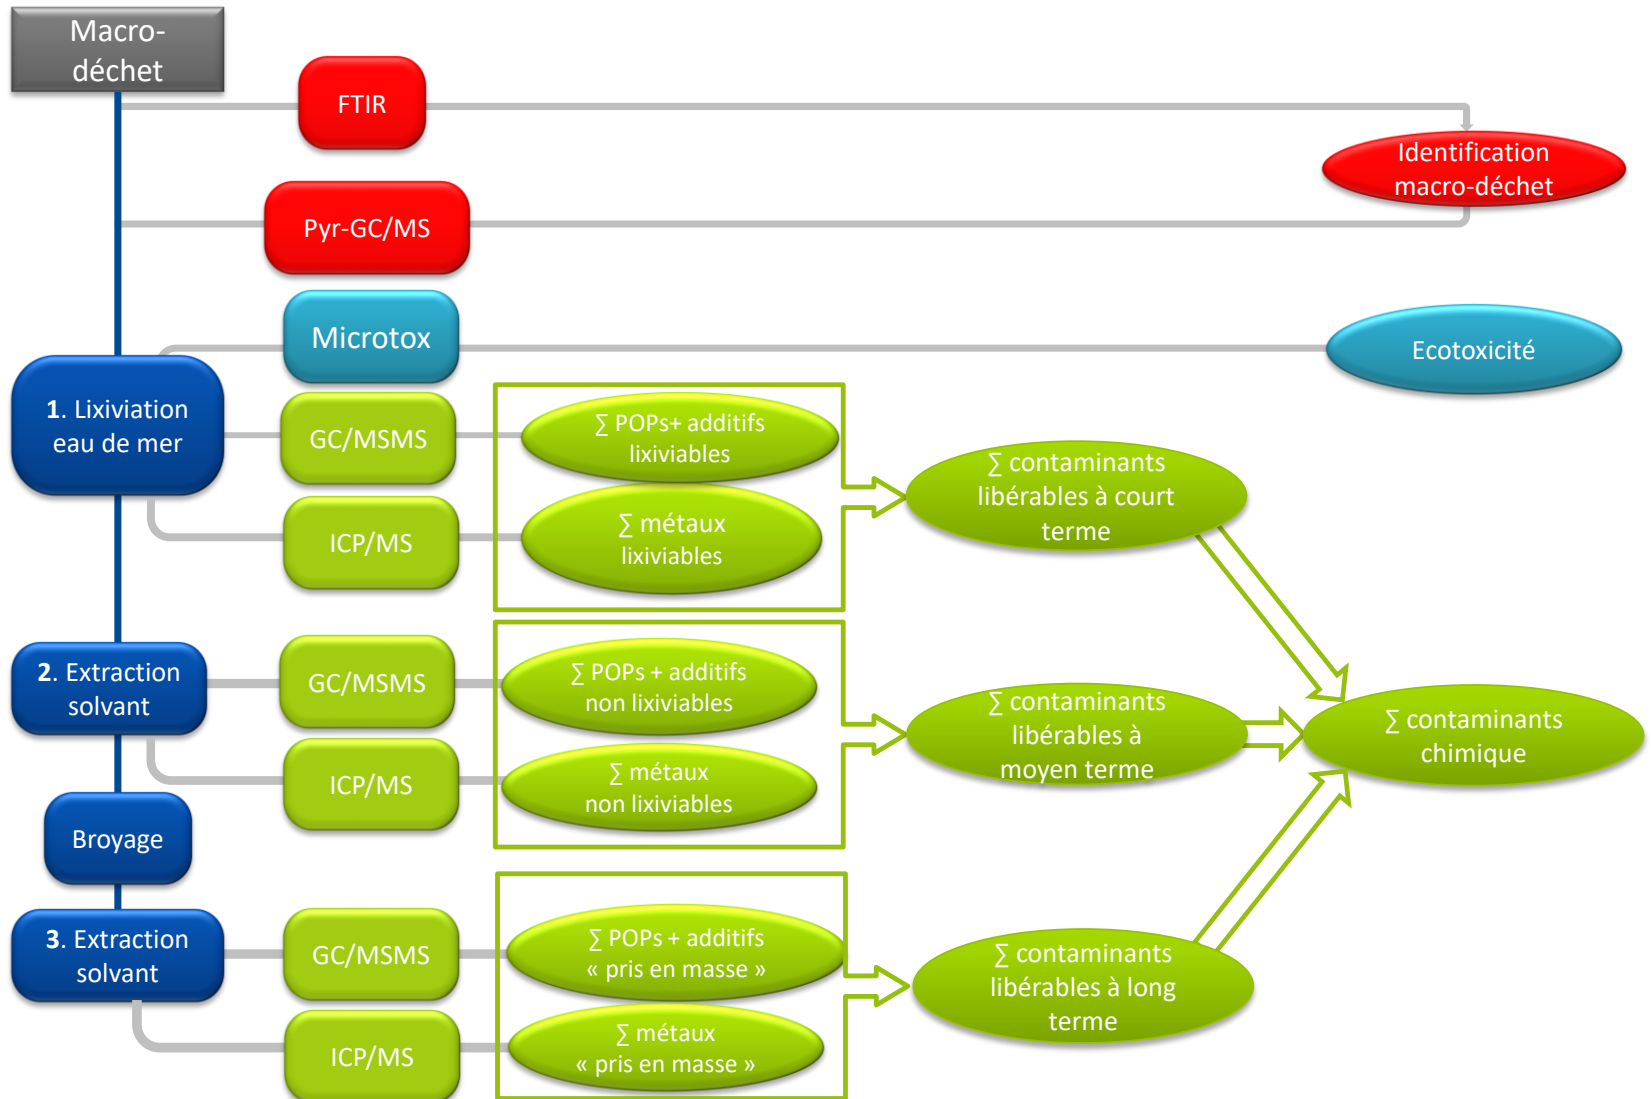 Macro-
déchet
FTIR
Identification
macro-déchet
Pyr-GC/MS
Microtox
Ecotoxicité
1. Lixiviation
eau de mer
GC/MSMS
∑ POPs+ additifs
lixiviables
ICP/MS
∑ métaux
lixiviables
∑ contaminants
libérables à court
terme
2. Extraction
solvant
GC/MSMS
∑ POPs + additifs
non lixiviables
ICP/MS
∑ métaux
non lixiviables
∑ contaminants
libérables à
moyen terme
∑ contaminants
chimique
Broyage
3. Extraction
solvant
GC/MSMS
∑ POPs + additifs
« pris en masse »
ICP/MS
∑ métaux
« pris en masse »
∑ contaminants
libérables à long
terme